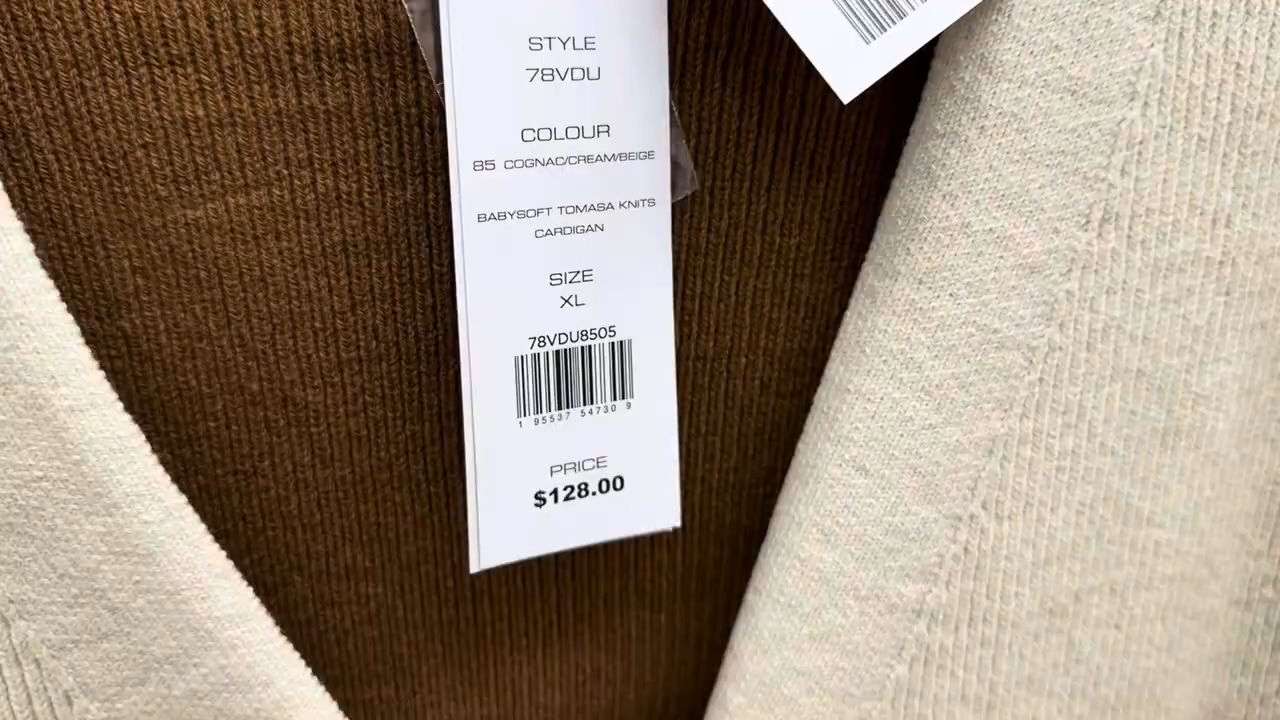 STYLE
78VDU
COLOUR
85 COGNAC/CREAM/BEIGE
BABYSOFT TOMASA KNITS
CARDIGAN
SIZE
XL
78VDU8505
1 95537 54730 9
PRICE
$128.00